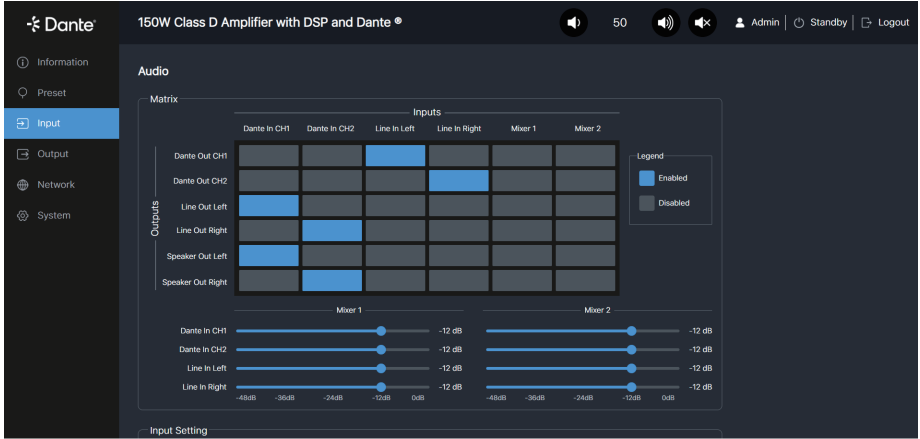 Dante®
150W Class D Amplifier with DSP and Dante ®
50
Admin
Standby
Logout
Information
Preset
Input
Output
Network
System
Audio
Matrix
Inputs
Dante In CH1 Dante In CH2 Line In Left Line In Right Mixer 1 Mixer 2
Outputs
Dante Out CH1
Dante Out CH2
Line Out Left
Line Out Right
Speaker Out Left
Speaker Out Right
Legend
Enabled
Disabled
Mixer 1
Dante In CH1 -12 dB
Dante In CH2 -12 dB
Line In Left -12 dB
Line In Right -12 dB
-48dB -36dB -24dB -12dB 0dB
Mixer 2
-12 dB
-12 dB
-12 dB
-12 dB
-48dB -36dB -24dB -12dB 0dB
Input Setting